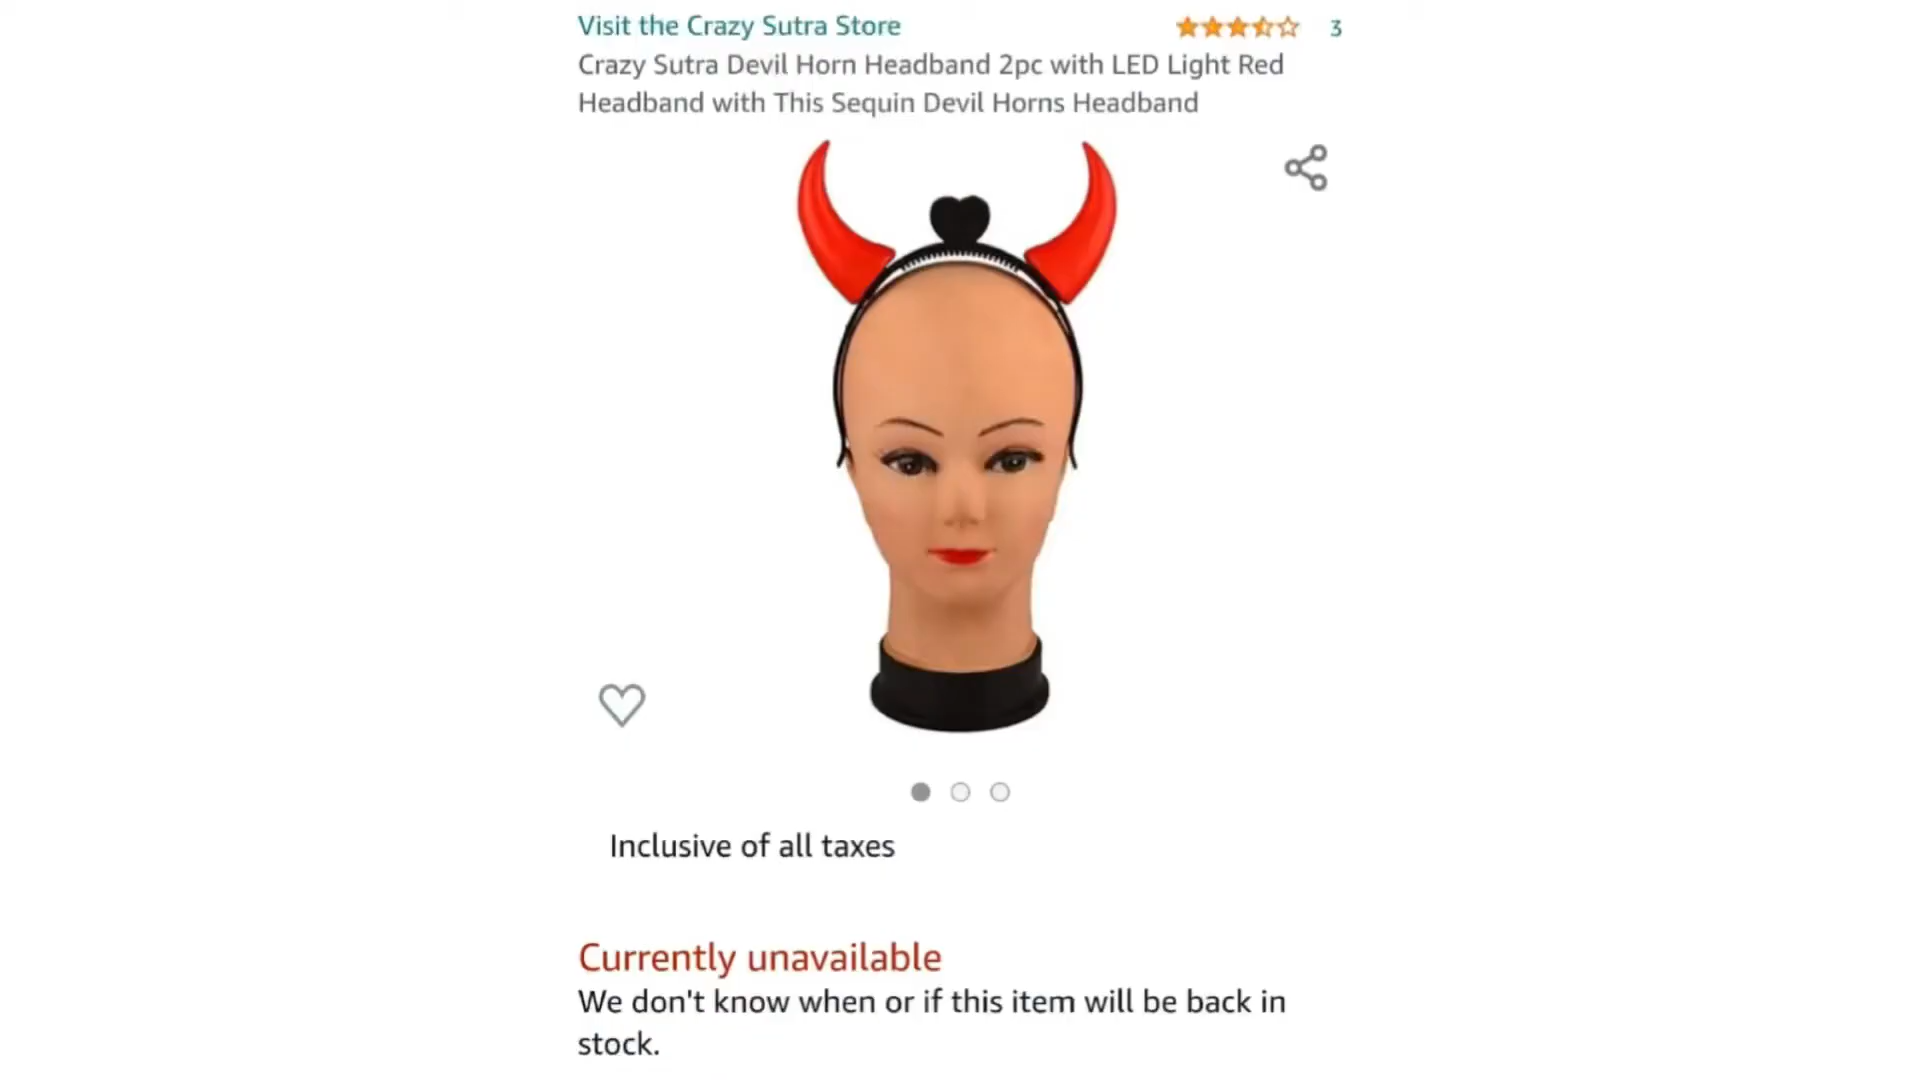 Visit the Crazy Sutra Store 3
Crazy Sutra Devil Horn Headband 2pc with LED Light Red
Headband with This Sequin Devil Horns Headband
Inclusive of all taxes
Currently unavailable
We don't know when or if this item will be back in
stock.